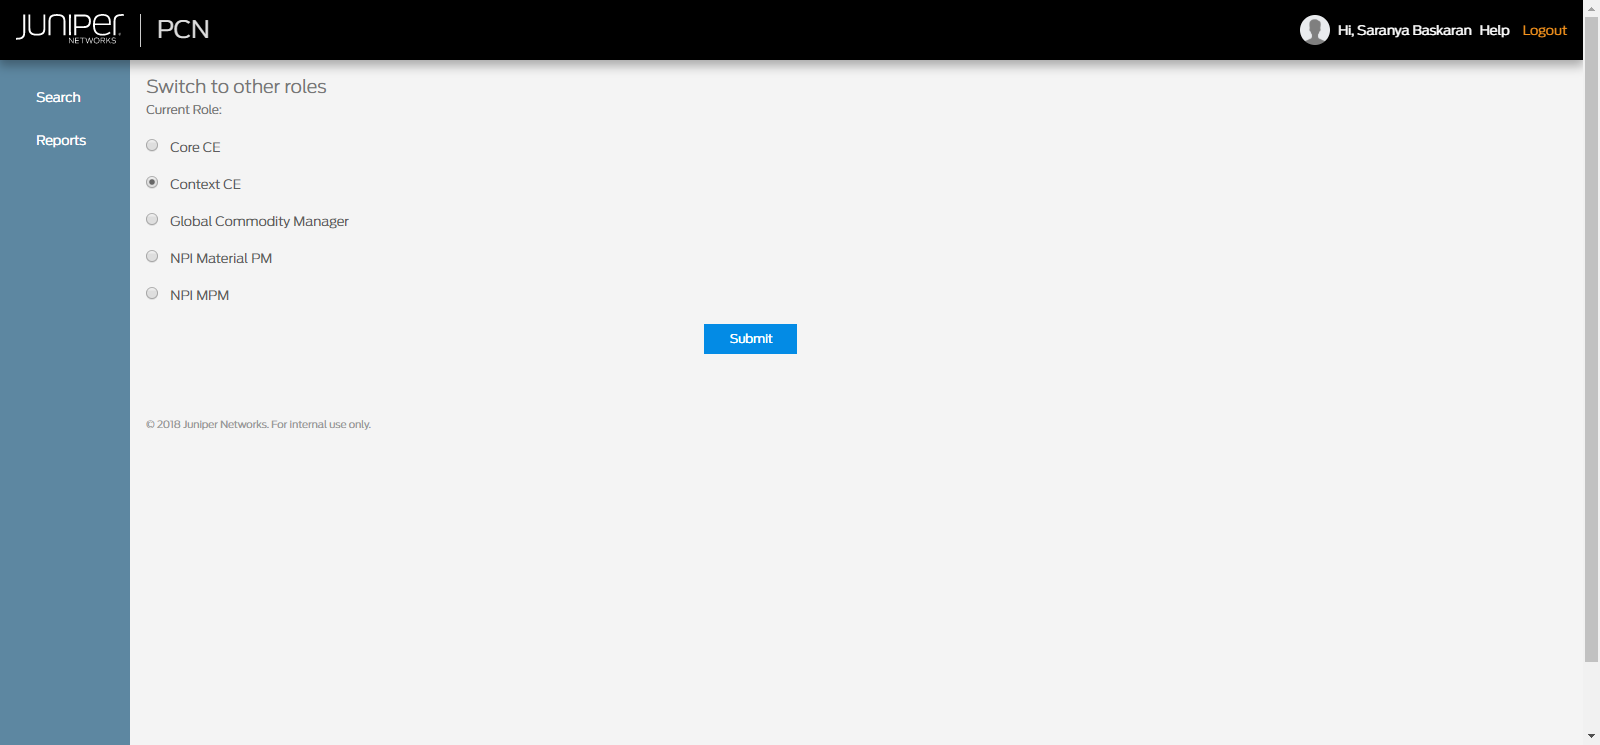 JUNIPEr
NETWORKS
PCN
Hi, Saranya Baskaran Help Logout
Search
Reports
Switch to other roles
Current Role:
Core CE
Context CE
Global Commodity Manager
NPI Material PM
NPI MPM
Submit
© 2018 Juniper Networks. For internal use only.